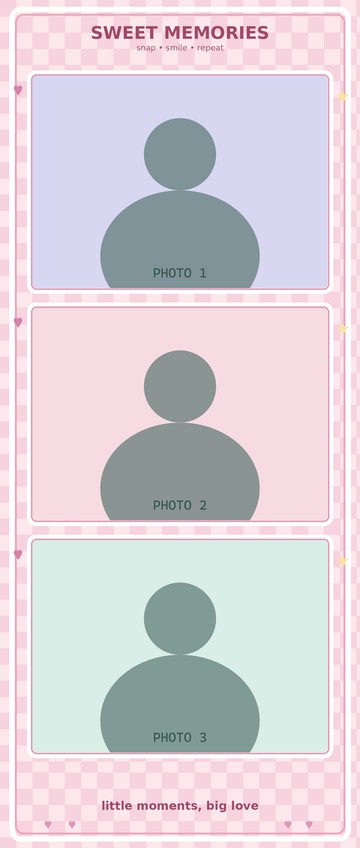 SWEET MEMORIES
snap • smile • repeat
PHOTO 1
PHOTO 2
PHOTO 3
little moments, big love